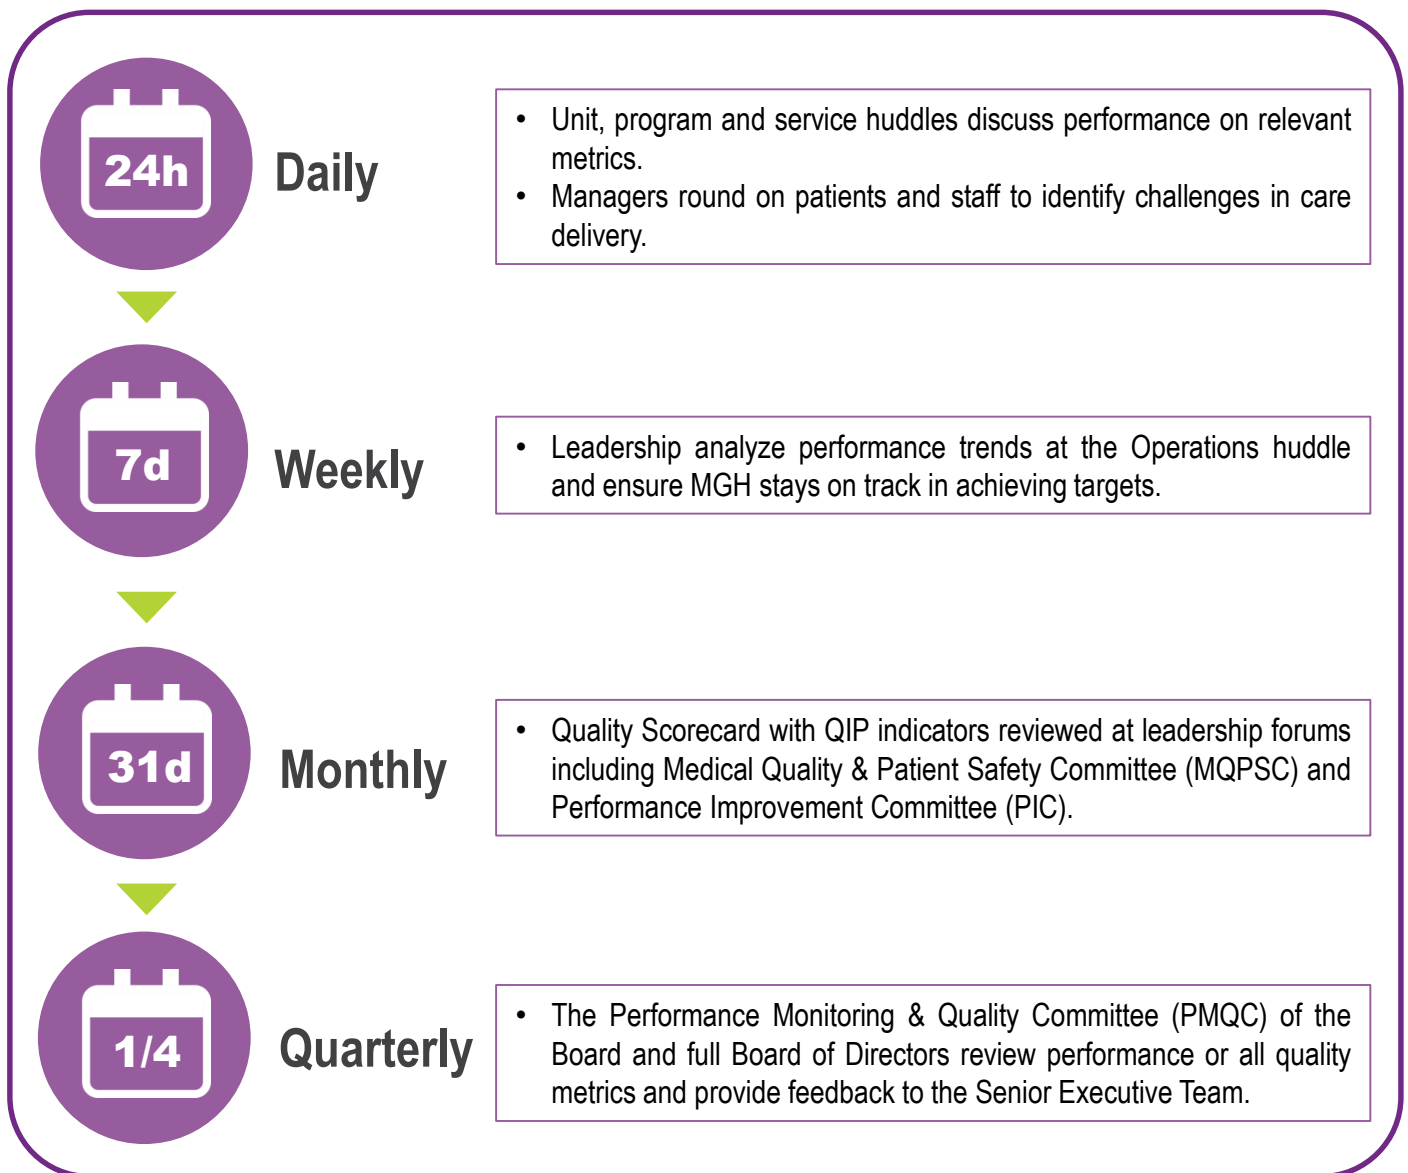 24h
Daily
• Unit, program and service huddles discuss performance on relevant
metrics.
• Managers round on patients and staff to identify challenges in care
delivery.
7d
Weekly
• Leadership analyze performance trends at the Operations huddle
and ensure MGH stays on track in achieving targets.
31d
Monthly
• Quality Scorecard with QIP indicators reviewed at leadership forums
including Medical Quality & Patient Safety Committee (MQPSC) and
Performance Improvement Committee (PIC).
1/4
Quarterly
• The Performance Monitoring & Quality Committee (PMQC) of the
Board and full Board of Directors review performance or all quality
metrics and provide feedback to the Senior Executive Team.